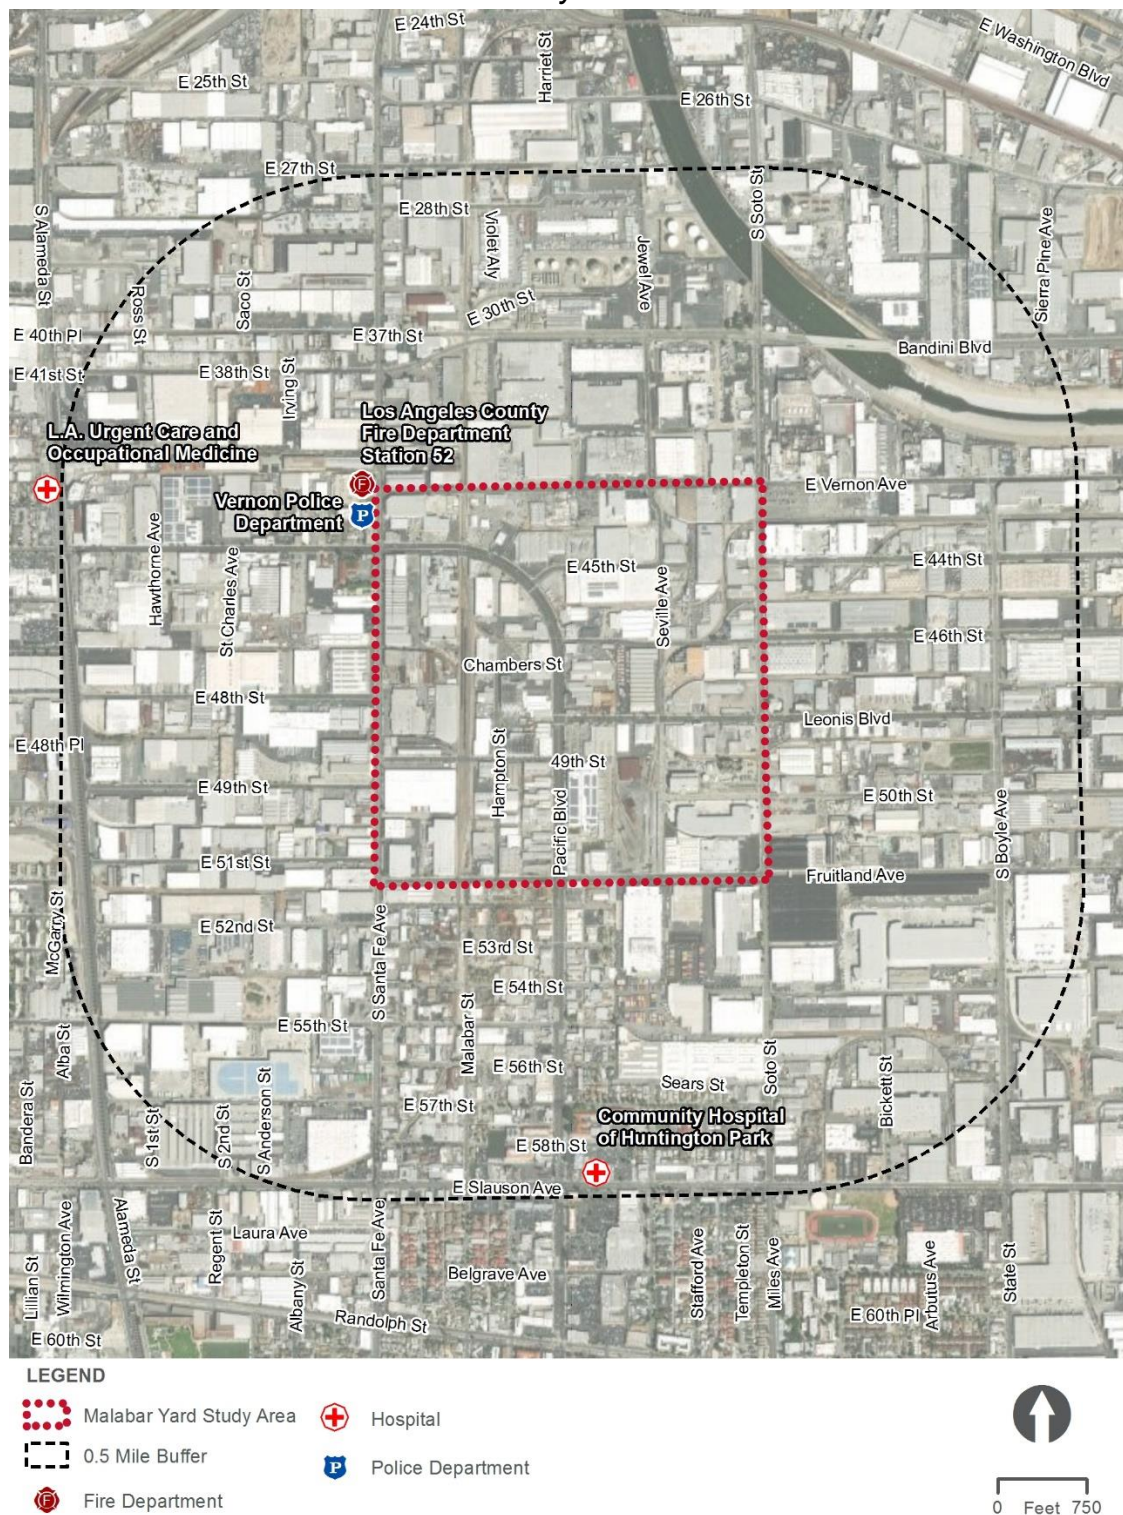 E 24th St
E Washington Blvd
E 25th St
Harriet St
E 26th St
E 27th St
S Alameda St
E 28th St
Violet Aly
S Soto St
Jewel Ave
Sierra Pine Ave
Ross St
Saco St
E 30th St
E 40th Pl
E 37th St
Bandini Blvd
E 41st St
E 38th St
Irving St
L.A. Urgent Care and
Occupational Medicine
Los Angeles County
Fire Department
Station 52
F
Vernon Police
Department
P
E Vernon Ave
Hawthorne Ave
St Charles Ave
E 45th St
Seville Ave
E 44th St
E 46th St
Chambers St
E 48th St
Leonis Blvd
E 48th Pl
Hampton St
49th St
E 49th St
Pacific Blvd
E 50th St
S Boyle Ave
E 51st St
Fruitland Ave
McGarry St
E 52nd St
S Santa Fe Ave
E 53rd St
E 54th St
Malabar St
E 55th St
Alba St
E 56th St
Soto St
Sears St
Bickett St
Bandera St
S 1st St
S 2nd St
S Anderson St
E 57th St
Community Hospital
of Huntington Park
E 58th St
E Slauson Ave
Lillian St
Wilmington Ave
Alameda St
Regent St
Laura Ave
Albany St
Santa Fe Ave
Belgrave Ave
Randolph St
Stafford Ave
Templeton St
Miles Ave
E 60th Pl
Arbutus Ave
State St
E 60th St
LEGEND
Malabar Yard Study Area
Hospital
0.5 Mile Buffer
P
Police Department
F
Fire Department
0 Feet 750